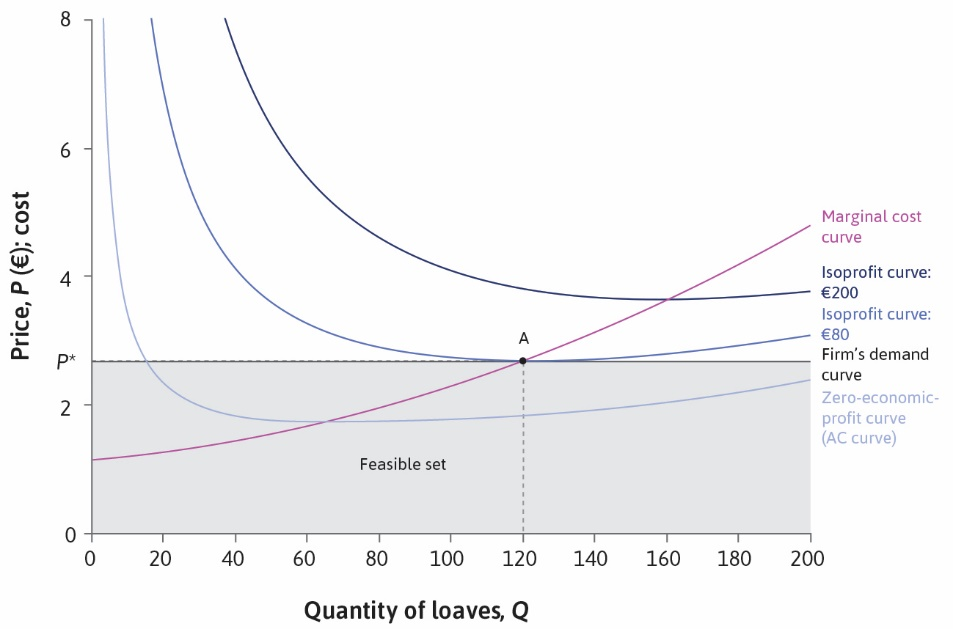 8
6
4
P*
2
0
0 20 40 60 80 100 120 140 160 180 200
Price, P (€); cost
Quantity of loaves, Q
A
Feasible set
Marginal cost
curve
Isoprofit curve:
€200
Isoprofit curve:
€80
Firm’s demand
curve
Zero-economic-
profit curve
(AC curve)